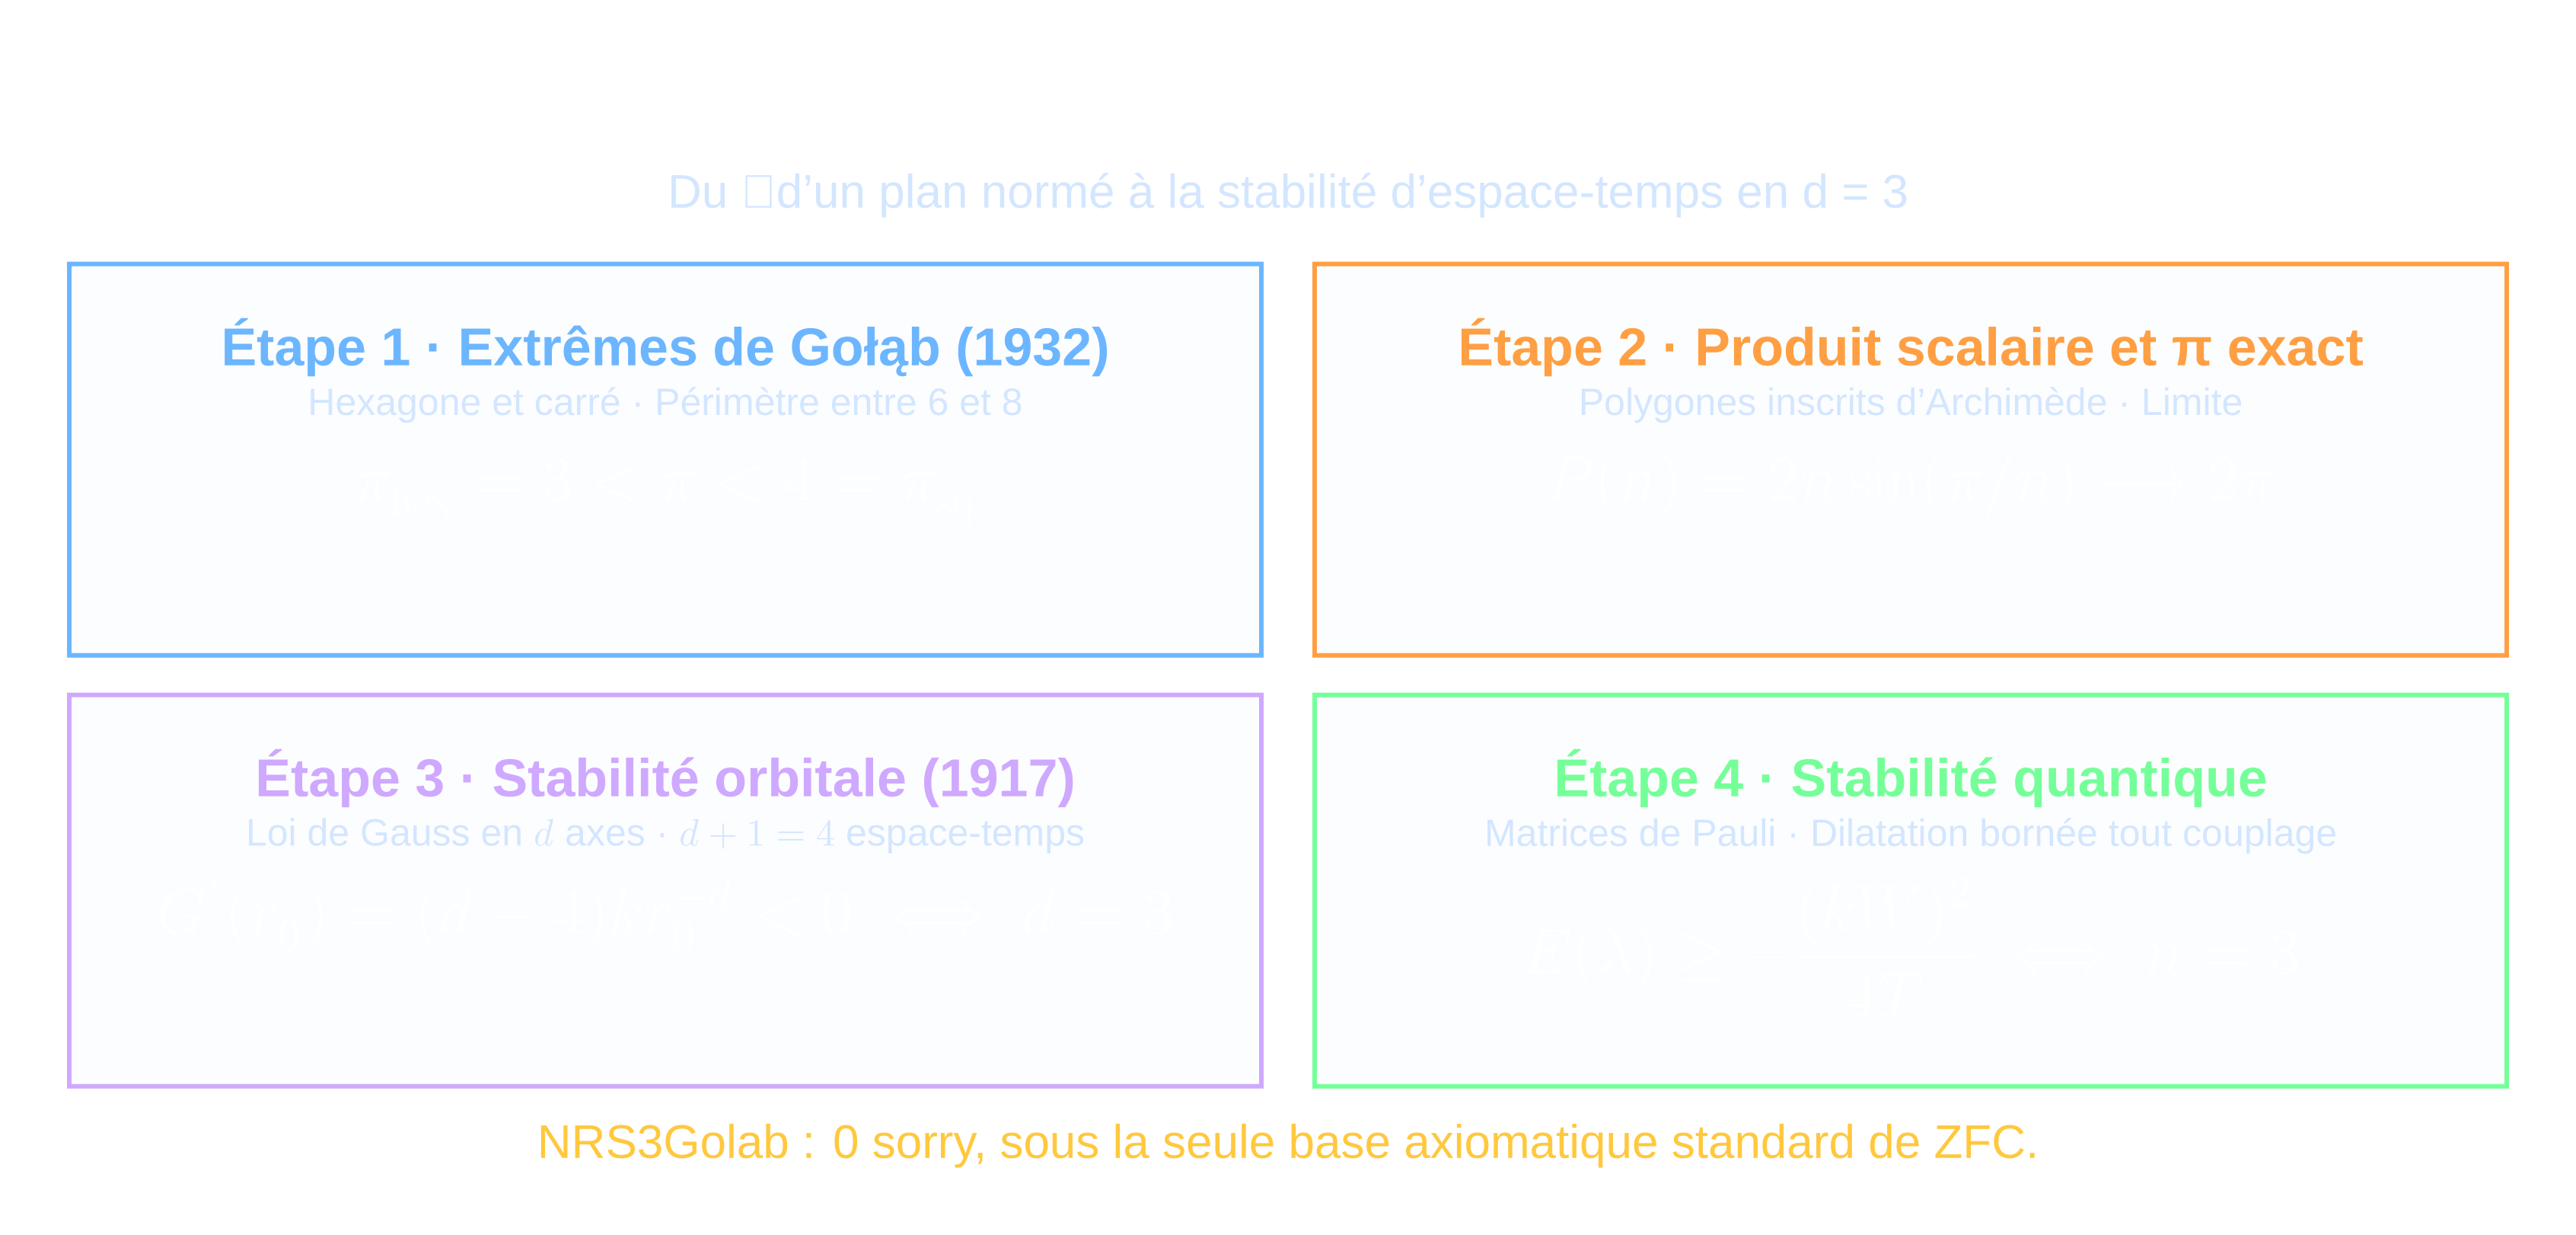 Du □d’un plan normé à la stabilité d’espace-temps en d = 3
Étape 1 · Extrêmes de Gołąb (1932)
Hexagone et carré · Périmètre entre 6 et 8
Étape 2 · Produit scalaire et π exact
Polygones inscrits d’Archimède · Limite
P(n) = 2n sin(π/n) → 2π
Étape 3 · Stabilité orbitale (1917)
Loi de Gauss en d axes · d + 1 = 4 espace-temps
Étape 4 · Stabilité quantique
Matrices de Pauli · Dilatation bornée tout couplage
NRS3Golab : 0 sorry, sous la seule base axiomatique standard de ZFC.